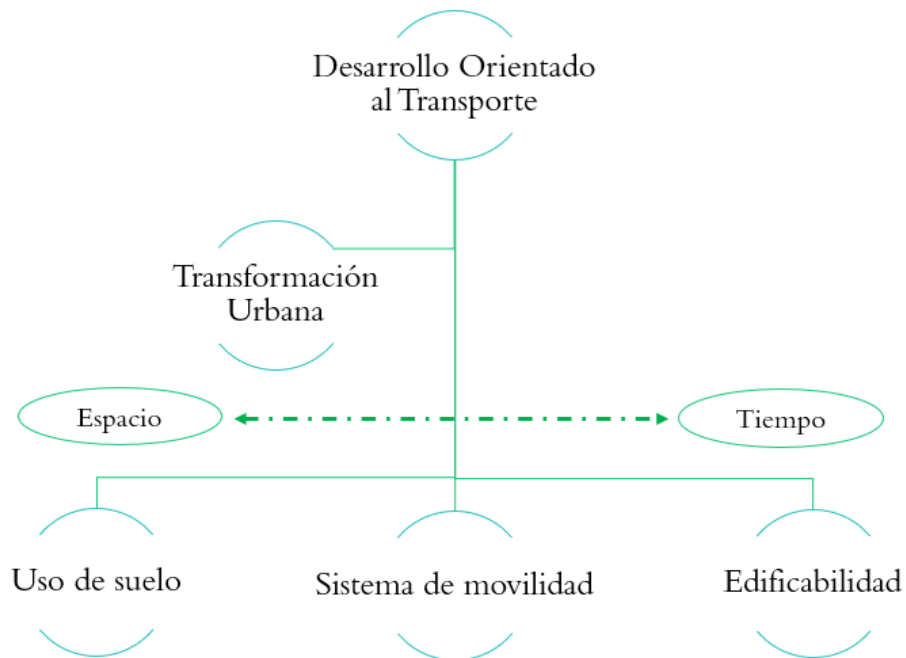 Desarrollo Orientado
al Transporte
Transformación
Urbana
Espacio
Tiempo
Uso de suelo
Sistema de movilidad
Edificabilidad